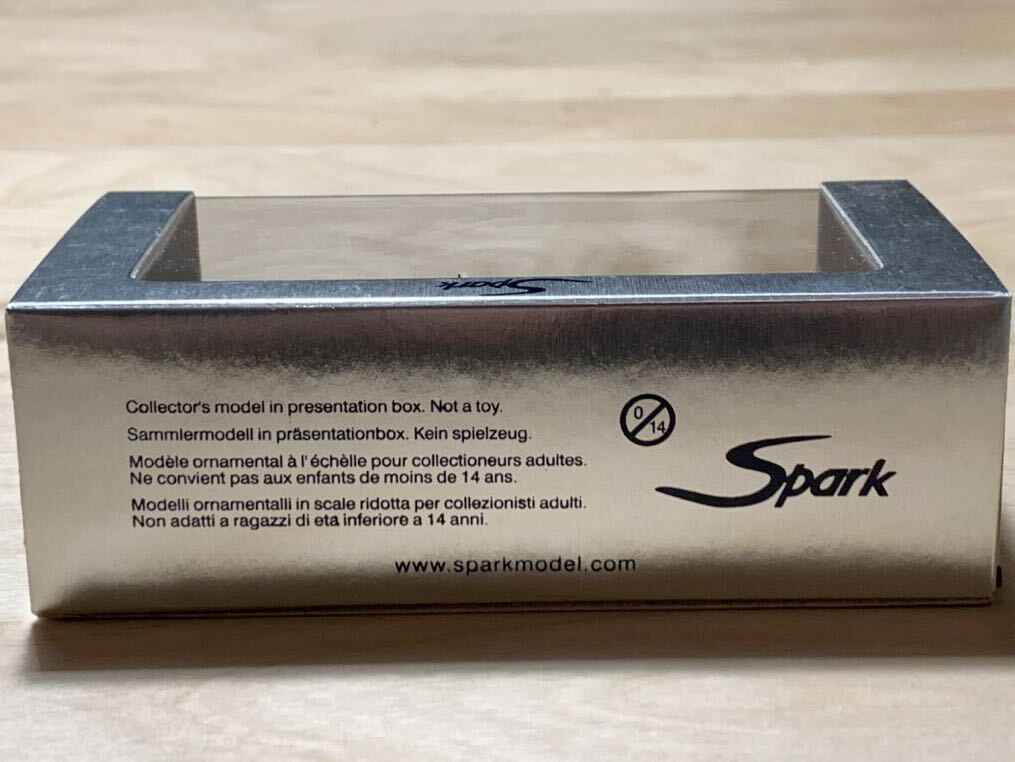 Spark
Collector's model in presentation box. Not a toy.
Sammlermodell in präsentationbox. Kein spielzeug.
Modèle ornamental à l'échèlle pour collectioneurs adultes.
Ne convient pas aux enfants de moins de 14 ans.
Modelli ornamentalli in scale ridotta per collezionisti adulti.
Non adatti a ragazzi di età inferiore a 14 anni.
0
14
Spark
www.sparkmodel.com